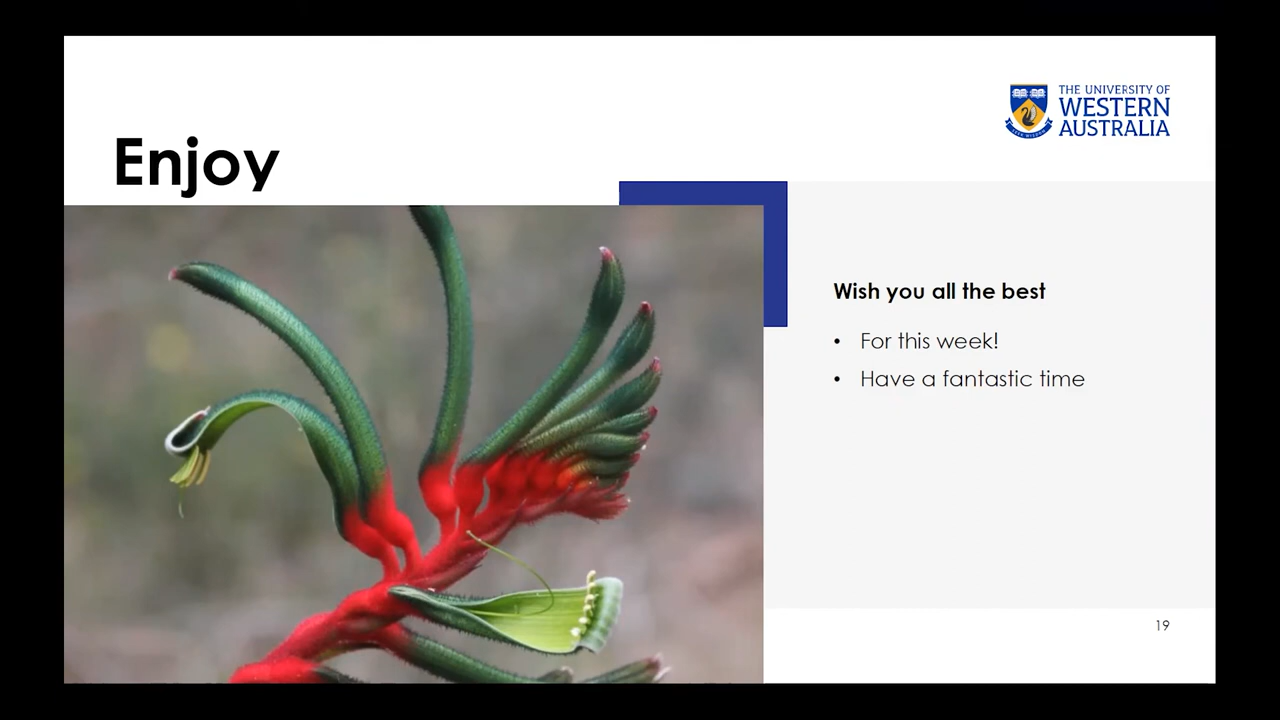 THE UNIVERSITY OF
WESTERN
AUSTRALIA
Enjoy
Wish you all the best
• For this week!
• Have a fantastic time
19